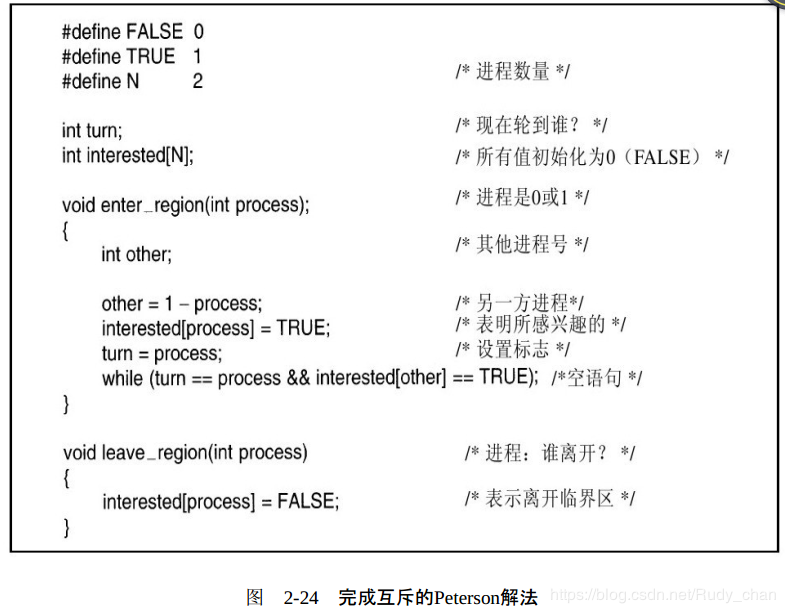 #define FALSE 0
#define TRUE 1
#define N 2 /* 进程数量 */
int turn; /* 现在轮到谁？ */
int interested[N]; /* 所有值初始化为0（FALSE） */
void enter_region(int process); /* 进程是0或1 */
{
int other; /* 其他进程号 */
other = 1 – process; /* 另一方进程*/
interested[process] = TRUE; /* 表明所感兴趣的 */
turn = process; /* 设置标志 */
while (turn == process && interested[other] == TRUE); /*空语句 */
}
void leave_region(int process) /* 进程：谁离开？ */
{
interested[process] = FALSE; /* 表示离开临界区 */
}
图 2-24 完成互斥的Peterson解法
https://blog.csdn.net/Rudy_chan